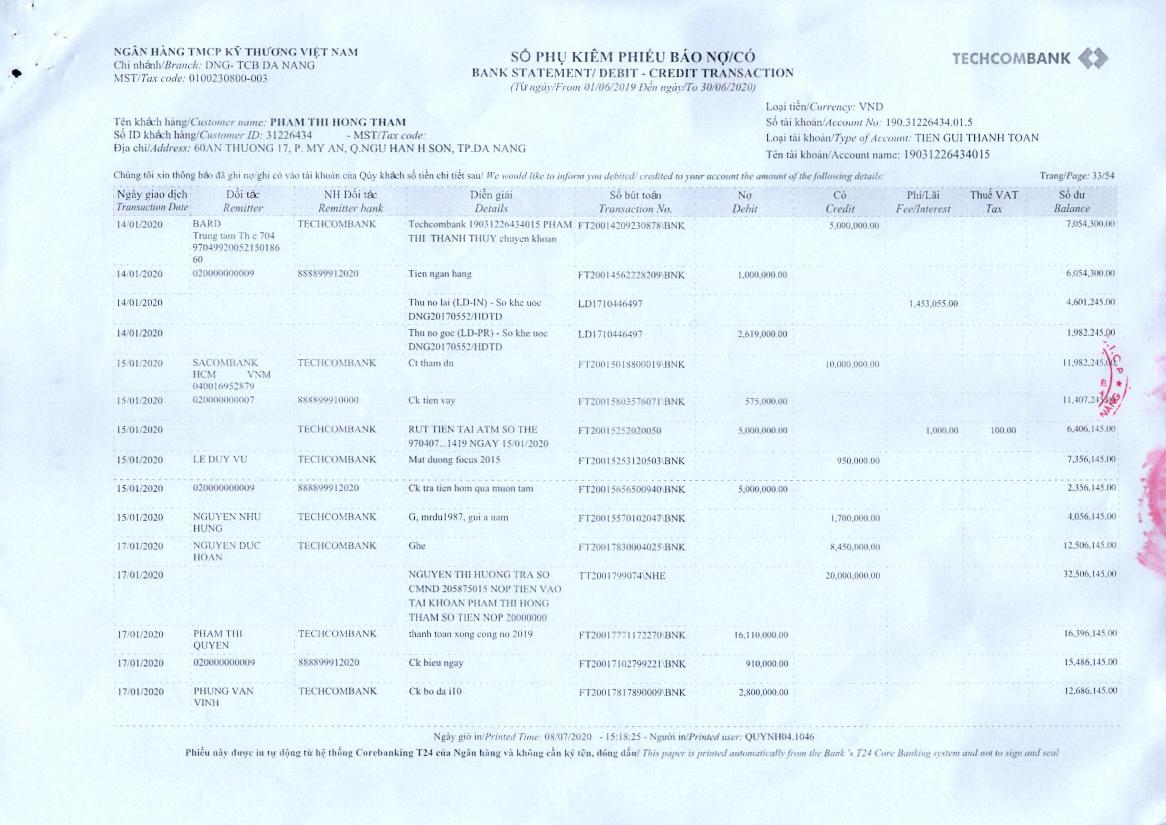 NGÂN HÀNG TMCP KỸ THƯƠNG VIỆT NAM
Chi nhánh/Branch: DNG- TCB DA NANG
MST/Tax code: 0100230800-003
SỔ PHỤ KIÊM PHIẾU BÁO NỢ/CÓ
BANK STATEMENT/ DEBIT - CREDIT TRANSACTION
(Từ ngày/From 01/06/2019 Đến ngày/To 30/06/2020)
TECHCOMBANK
Tên khách hàng/Customer name: PHAM THI HONG THAM
Số ID khách hàng/Customer ID: 31226434 - MST/Tax code:
Địa chỉ/Address: 60AN THUONG 17, P. MY AN, Q.NGU HAN H SON, TP.DA NANG
Loại tiền/Currency: VND
Số tài khoản/Account No: 190.31226434.01.5
Loại tài khoản/Type of Account: TIEN GUI THANH TOAN
Tên tài khoản/Account name: 19031226434015
Chúng tôi xin thông báo đã ghi nợ/ghi có vào tài khoản của Qúy khách số tiền chi tiết sau/ We would like to inform you debited/ credited to your account the amount of the following details:
Trang/Page: 33/54
Ngày giao dịch Đối tác NH Đối tác Diễn giải Số bút toán Nợ Có Phí/Lãi Thuế VAT Số dư
Transaction Date Remitter Remitter bank Details Transaction No. Debit Credit Fee/Interest Tax Balance
14/01/2020 BARD TECHCOMBANK Techcombank 19031226434015 PHAM FT20014209230878\BNK 5,000,000.00 7,054,300.00
Trung tam Th e 704 THI THANH THUY chuyen khoan
97049920052150186
60
14/01/2020 020000000009 888899912020 Tien ngan hang FT20014562228209\BNK 1,000,000.00 6,054,300.00
14/01/2020 Thu no lai (LD-IN) - So khe uoc LD1710446497 1,453,055.00 4,601,245.00
DNG20170552/HDTD
14/01/2020 Thu no goc (LD-PR) - So khe uoc LD1710446497 2,619,000.00 1,982,245.00
DNG20170552/HDTD
15/01/2020 SACOMBANK TECHCOMBANK Ct tham dn FT20015018800019\BNK 10,000,000.00 11,982,245.00
HCM VNM
040016952879
15/01/2020 020000000007 888899910000 Ck tien vay FT20015803576071\BNK 575,000.00 11,407,245.00
15/01/2020 TECHCOMBANK RUT TIEN TAI ATM SO THE FT20015252020050 5,000,000.00 1,000.00 100.00 6,406,145.00
970407...1419 NGAY 15/01/2020
15/01/2020 LE DUY VU TECHCOMBANK Mat duong focus 2015 FT20015253120503\BNK 950,000.00 7,356,145.00
15/01/2020 020000000009 888899912020 Ck tra tien hom qua muon tam FT20015656500940\BNK 5,000,000.00 2,356,145.00
15/01/2020 NGUYEN NHU TECHCOMBANK G, mrdu1987, gui a nam FT20015570102047\BNK 1,700,000.00 4,056,145.00
HUNG
17/01/2020 NGUYEN DUC TECHCOMBANK Ghe FT20017830004025\BNK 8,450,000.00 12,506,145.00
HOAN
17/01/2020 NGUYEN THI HUONG TRA SO TT2001799074\NHE 20,000,000.00 32,506,145.00
CMND 205875015 NOP TIEN VAO
TAI KHOAN PHAM THI HONG
THAM SO TIEN NOP 20000000
17/01/2020 PHAM THI TECHCOMBANK thanh toan xong cong no 2019 FT20017771172270\BNK 16,110,000.00 16,396,145.00
QUYEN
17/01/2020 020000000009 888899912020 Ck bieu ngay FT20017102799221\BNK 910,000.00 15,486,145.00
17/01/2020 PHUNG VAN TECHCOMBANK Ck bo da i10 FT20017817890009\BNK 2,800,000.00 12,686,145.00
VINH
Ngày giờ in/Printed Time: 08/07/2020 - 15:18:25 - Người in/Printed user: QUYNH04.1046
Phiếu này được in tự động từ hệ thống Corebanking T24 của Ngân hàng và không cần ký tên, đóng dấu/ This paper is printed automatically from the Bank 's T24 Core Banking system and not to sign and seal